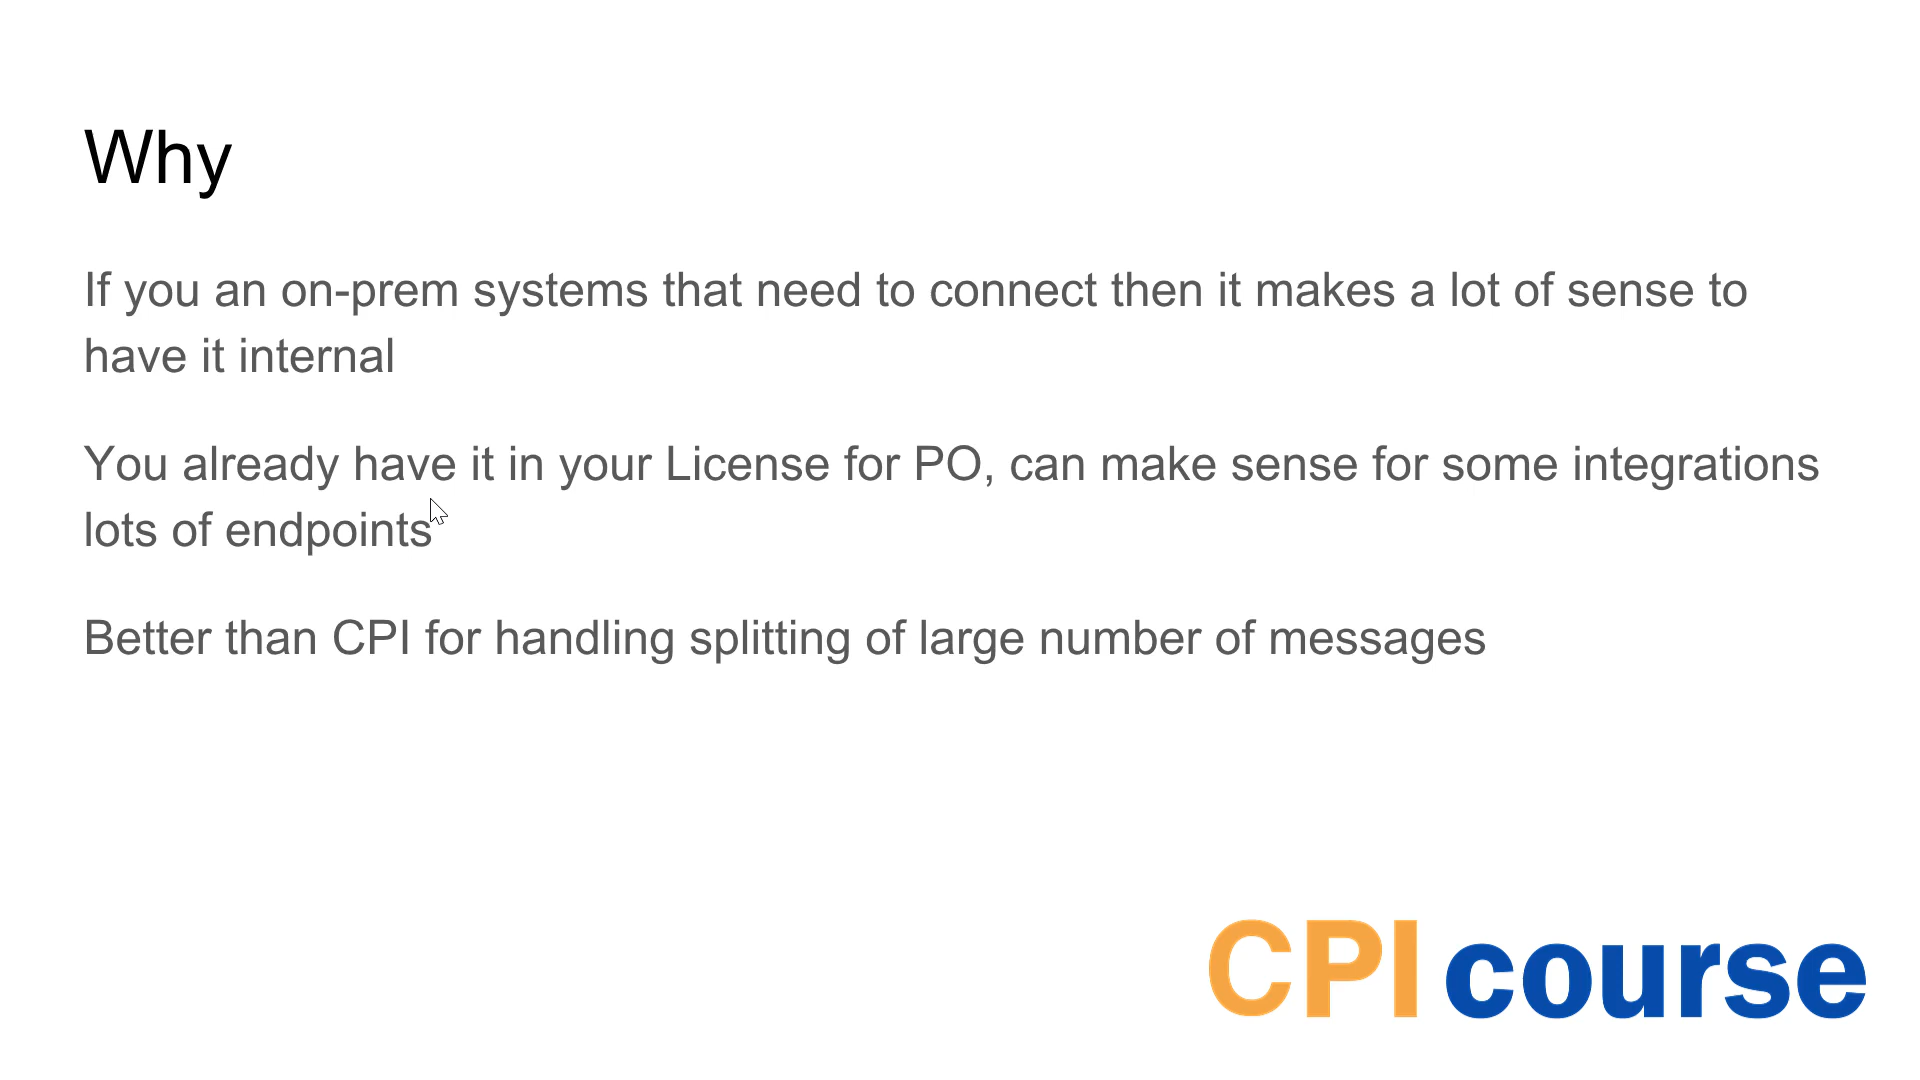 Why
If you an on-prem systems that need to connect then it makes a lot of sense to
have it internal
You already have it in your License for PO, can make sense for some integrations
lots of endpoints
Better than CPI for handling splitting of large number of messages
CPI course